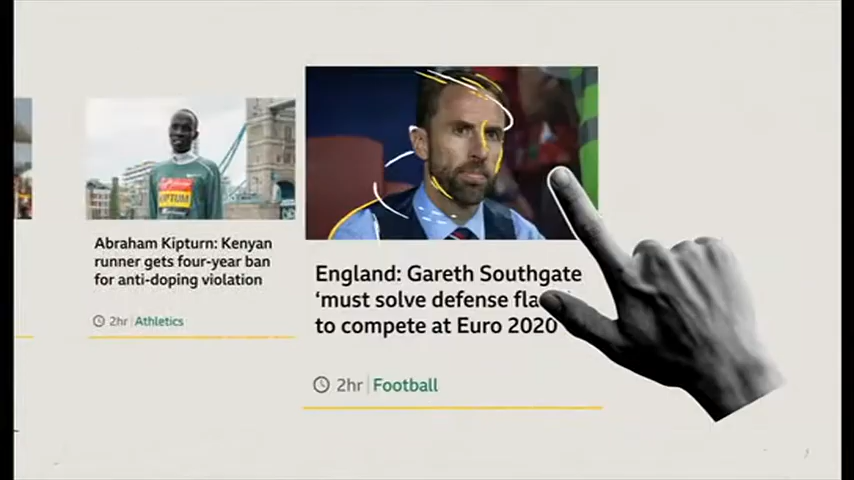 KIPTUM
Abraham Kipturn: Kenyan
runner gets four-year ban
for anti-doping violation
2hr
Athletics
England: Gareth Southgate
‘must solve defense
to compete at Euro 2020
2hr
Football